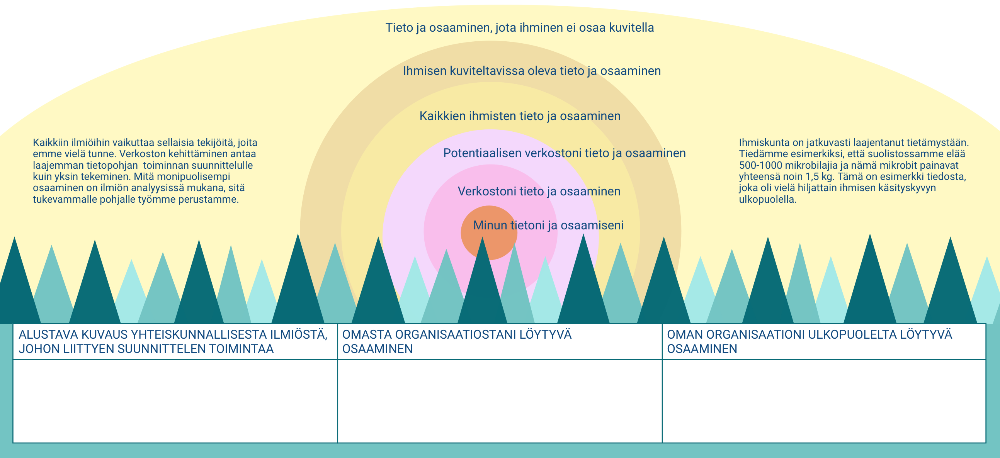 Tieto ja osaaminen, jota ihminen ei osaa kuvitella
Ihmisen kuviteltavissa oleva tieto ja osaaminen
Kaikkien ihmisten tieto ja osaaminen
Potentiaalisen verkostoni tieto ja osaaminen
Verkostoni tieto ja osaaminen
Minun tietoni ja osaamiseni
Kaikkiin ilmiöihin vaikuttaa sellaisia tekijöitä, joita
emme vielä tunne. Verkoston kehittäminen antaa
laajemman tietopohjan  toiminnan suunnittelulle
kuin yksin tekeminen. Mitä monipuolisempi
osaaminen on ilmiön analyysissä mukana, sitä
tukevammalle pohjalle työmme perustamme.
Ihmiskunta on jatkuvasti laajentanut tietämystään.
Tiedämme esimerkiksi, että suolistossamme elää
500-1000 mikrobilajia ja nämä mikrobit painavat
yhteensä noin 1,5 kg. Tämä on esimerkki tiedosta,
joka oli vielä hiljattain ihmisen käsityskyvyn
ulkopuolella.
ALUSTAVA KUVAUS YHTEISKUNNALLISESTA ILMIÖSTÄ,
JOHON LIITTYEN SUUNNITTELEN TOIMINTAA
OMASTA ORGANISAATIOSTANI LÖYTYVÄ
OSAAMINEN
OMAN ORGANISAATIONI ULKOPUOLELTA LÖYTYVÄ
OSAAMINEN